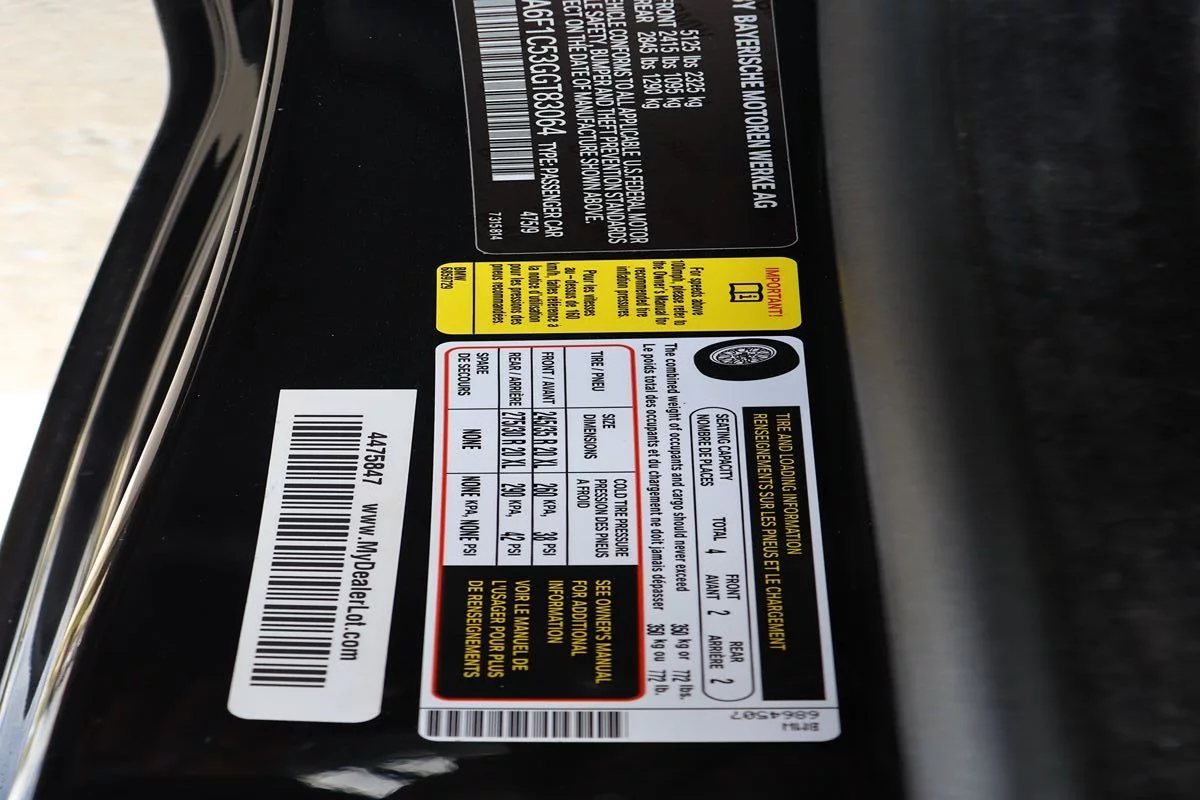 BY BAYERISCHE MOTOREN WERKE AG
5125 lbs 2325 kg
FRONT 2415 lbs 1095 kg
REAR 2845 lbs 1290 kg
CONFORMS TO ALL APPLICABLE U.S.FEDERAL MOTOR
SAFETY, BUMPER AND THEFT PREVENTION STANDARDS
ON THE DATE OF MANUFACTURE SHOWN ABOVE.
A6F1C53GGT83064 TYPE: PASSENGER CAR
47509
7315814
IMPORTANT!
For speeds above
100mph, please refer to
the Owner's Manual for
recommended tire
inflation pressures.
Pour les vitesses
au-dessus de 160
km/h, faites référence à
la notice d'utilisation
pour les pressions des
pneus recommandées.
BMW
TIRE AND LOADING INFORMATION
RENSEIGNEMENTS SUR LES PNEUS ET LE CHARGEMENT
SEATING CAPACITY TOTAL 4 FRONT 2 REAR 2
NOMBRE DE PLACES AVANT ARRIÈRE
The combined weight of occupants and cargo should never exceed 350 kg or 772 lbs.
Le poids total des occupants et du chargement ne doit jamais dépasser 350 kg ou 772 lb.
TIRE / PNEU SIZE DIMENSIONS COLD TIRE PRESSURE PRESSION DES PNEUS A FROID
FRONT / AVANT 245/35 R 20 XL 260 KPA, 38 PSI
REAR / ARRIÈRE 275/30 R 20 XL 290 KPA, 42 PSI
SPARE DE SECOURS NONE NONE KPA, NONE PSI
SEE OWNER'S MANUAL
FOR ADDITIONAL
INFORMATION
VOIR LE MANUEL DE
L'USAGER POUR PLUS
DE RENSEIGNEMENTS
BMW
6864507
4475847 www.MyDealerLot.com